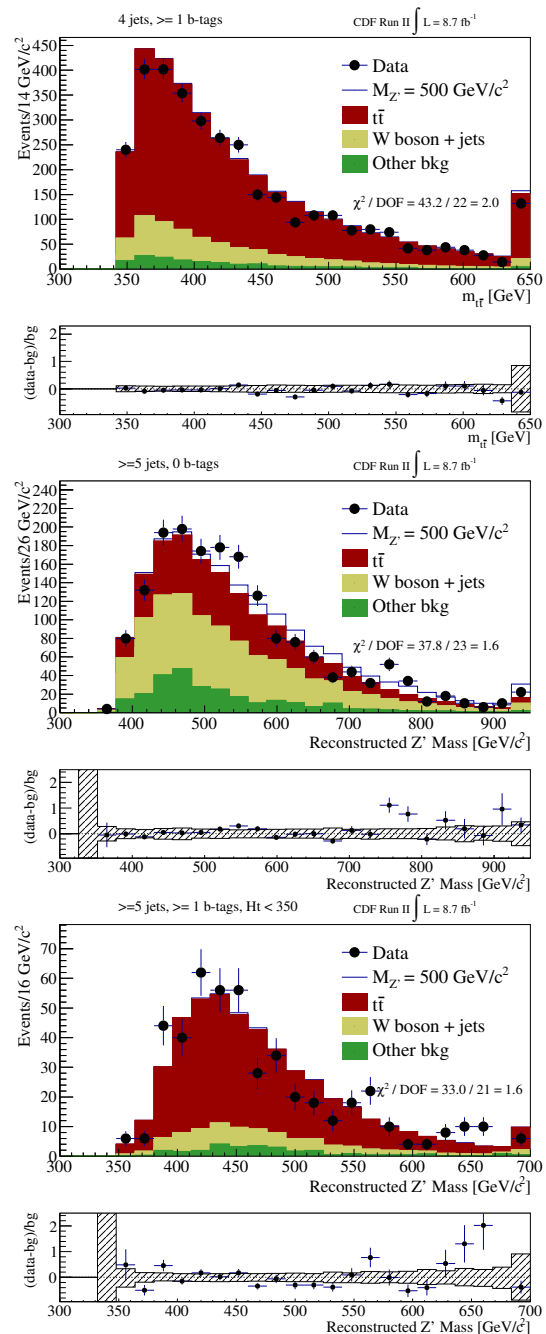 4 jets, >= 1 b-tags
CDF Run II ∫ L = 8.7 fb⁻¹
Events/14 GeV/c²
450
400
350
300
250
200
150
100
50
0
Data
M_Z' = 500 GeV/c²
tt̄
W boson + jets
Other bkg
χ² / DOF = 43.2 / 22 = 2.0
300 350 400 450 500 550 600 650
m_tt̄ [GeV]
(data-bg)/bg
2
1
0
300 350 400 450 500 550 600 650
m_tt̄ [GeV]
>=5 jets, 0 b-tags
CDF Run II ∫ L = 8.7 fb⁻¹
Events/26 GeV/c²
240
220
200
180
160
140
120
100
80
60
40
20
0
Data
M_Z' = 500 GeV/c²
tt̄
W boson + jets
Other bkg
χ² / DOF = 37.8 / 23 = 1.6
300 400 500 600 700 800 900
Reconstructed Z' Mass [GeV/c²]
(data-bg)/bg
2
1
0
300 400 500 600 700 800 900
Reconstructed Z' Mass [GeV/c²]
>=5 jets, >= 1 b-tags, Ht < 350
CDF Run II ∫ L = 8.7 fb⁻¹
Events/16 GeV/c²
70
60
50
40
30
20
10
0
Data
M_Z' = 500 GeV/c²
tt̄
W boson + jets
Other bkg
χ² / DOF = 33.0 / 21 = 1.6
300 350 400 450 500 550 600 650 700
Reconstructed Z' Mass [GeV/c²]
(data-bg)/bg
2
1
0
300 350 400 450 500 550 600 650 700
Reconstructed Z' Mass [GeV/c²]